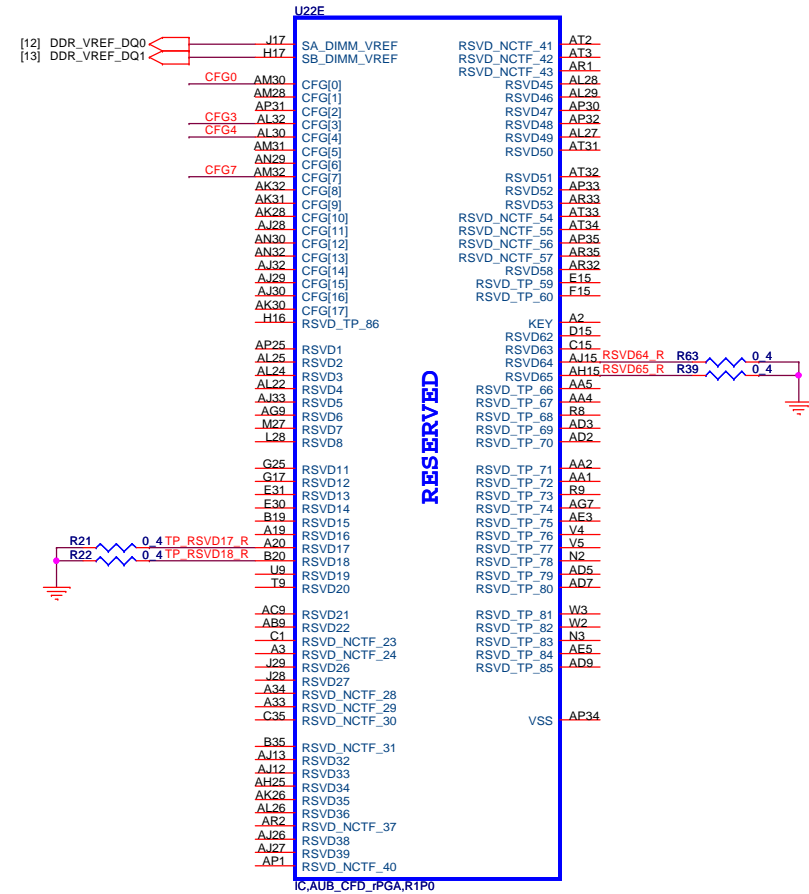 U22E
[12] DDR_VREF_DQ0 J17 SA_DIMM_VREF
[13] DDR_VREF_DQ1 H17 SB_DIMM_VREF
CFG0 AM30 CFG[0]
AM28 CFG[1]
AP31 CFG[2]
CFG3 AL32 CFG[3]
CFG4 AL30 CFG[4]
AM31 CFG[5]
AN29 CFG[6]
CFG7 AM32 CFG[7]
AK32 CFG[8]
AK31 CFG[9]
AK28 CFG[10]
AJ28 CFG[11]
AN30 CFG[12]
AN32 CFG[13]
AJ32 CFG[14]
AJ29 CFG[15]
AJ30 CFG[16]
AK30 CFG[17]
H16 RSVD_TP_86
AP25 RSVD1
AL25 RSVD2
AL24 RSVD3
AL22 RSVD4
AJ33 RSVD5
AG9 RSVD6
M27 RSVD7
L28 RSVD8
G25 RSVD11
G17 RSVD12
E31 RSVD13
E30 RSVD14
B19 RSVD15
A19 RSVD16
R21 0_4 TP_RSVD17_R A20 RSVD17
R22 0_4 TP_RSVD18_R B20 RSVD18
U9 RSVD19
T9 RSVD20
AC9 RSVD21
AB9 RSVD22
C1 RSVD_NCTF_23
A3 RSVD_NCTF_24
J29 RSVD26
J28 RSVD27
A34 RSVD_NCTF_28
A33 RSVD_NCTF_29
C35 RSVD_NCTF_30
B35 RSVD_NCTF_31
AJ13 RSVD32
AJ12 RSVD33
AH25 RSVD34
AK26 RSVD35
AL26 RSVD36
AR2 RSVD_NCTF_37
AJ26 RSVD38
AJ27 RSVD39
AP1 RSVD_NCTF_40
RESERVED
RSVD_NCTF_41 AT2
RSVD_NCTF_42 AT3
RSVD_NCTF_43 AR1
RSVD45 AL28
RSVD46 AL29
RSVD47 AP30
RSVD48 AP32
RSVD49 AL27
RSVD50 AT31
RSVD51 AT32
RSVD52 AP33
RSVD53 AR33
RSVD_NCTF_54 AT33
RSVD_NCTF_55 AT34
RSVD_NCTF_56 AP35
RSVD_NCTF_57 AR35
RSVD58 AR32
RSVD_TP_59 E15
RSVD_TP_60 F15
KEY A2
RSVD62 D15
RSVD63 C15
RSVD64 AJ15 RSVD64_R R63 0_4
RSVD65 AH15 RSVD65_R R39 0_4
RSVD_TP_66 AA5
RSVD_TP_67 AA4
RSVD_TP_68 R8
RSVD_TP_69 AD3
RSVD_TP_70 AD2
RSVD_TP_71 AA2
RSVD_TP_72 AA1
RSVD_TP_73 R9
RSVD_TP_74 AG7
RSVD_TP_75 AE3
RSVD_TP_76 V4
RSVD_TP_77 V5
RSVD_TP_78 N2
RSVD_TP_79 AD5
RSVD_TP_80 AD7
RSVD_TP_81 W3
RSVD_TP_82 W2
RSVD_TP_83 N3
RSVD_TP_84 AE5
RSVD_TP_85 AD9
VSS AP34
IC,AUB_CFD_rPGA,R1P0